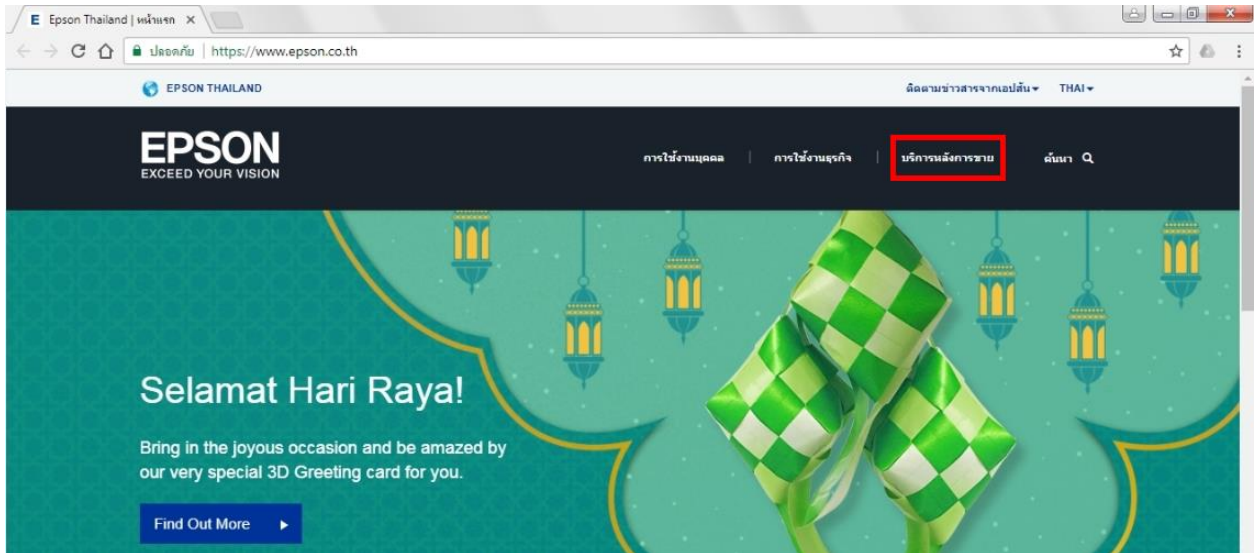 Epson Thailand | หน้าแรก
ปลอดภัย | https://www.epson.co.th
EPSON THAILAND
ติดตามข่าวสารจากเอปสัน THAI
EPSON
EXCEED YOUR VISION
การใช้งานบุคคล | การใช้งานธุรกิจ | บริการหลังการขาย ค้นหา
Selamat Hari Raya!
Bring in the joyous occasion and be amazed by
our very special 3D Greeting card for you.
Find Out More